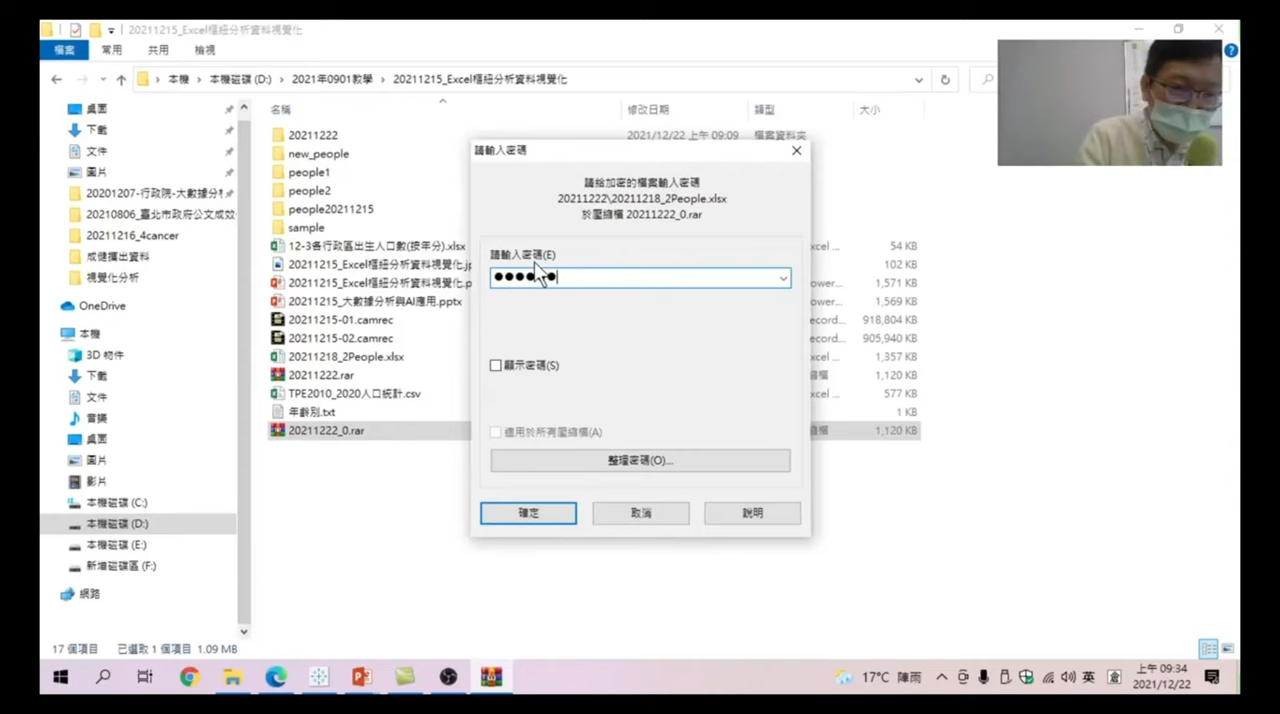 20211215_Excel樞紐分析資料視覺化
檔案 常用 共用 檢視
本機 本機磁碟 (D:) 2021年0901教學 20211215_Excel樞紐分析資料視覺化
名稱 修改日期 類型 大小
桌面
下載
文件
圖片
20201207-行政院-大數據分析
20210806_臺北市政府公文成效
20211216_4cancer
成健擴出資料
視覺化分析
OneDrive
本機
3D 物件
下載
文件
音樂
桌面
圖片
影片
本機磁碟 (C:)
本機磁碟 (D:)
本機磁碟 (E:)
新增磁碟區 (F:)
網路
20211222 2021/12/22 上午 09:09 檔案資料夾
new_people
people1
people2
people20211215
sample
12-3各行政區出生人口數(按年分).xlsx xcel ... 54 KB
20211215_Excel樞紐分析資料視覺化.jp 102 KB
20211215_Excel樞紐分析資料視覺化.p ower... 1,571 KB
20211215_大數據分析與AI應用.pptx ower... 1,569 KB
20211215-01.camrec ecord... 918,804 KB
20211215-02.camrec ecord... 905,940 KB
20211218_2People.xlsx xcel ... 1,357 KB
20211222.rar 縮檔 1,120 KB
TPE2010_2020人口統計.csv xcel ... 577 KB
年齡別.txt 1 KB
20211222_0.rar 縮檔 1,120 KB
請輸入密碼
請給加密的檔案輸入密碼
20211222\20211218_2People.xlsx
於壓縮檔 20211222_0.rar
請輸入密碼(E)
顯示密碼(S)
適用於所有壓縮檔(A)
整理密碼(O)...
確定 取消 說明
17 個項目 已選取 1 個項目 1.09 MB
17°C 陣雨 英 倉 上午 09:34
2021/12/22